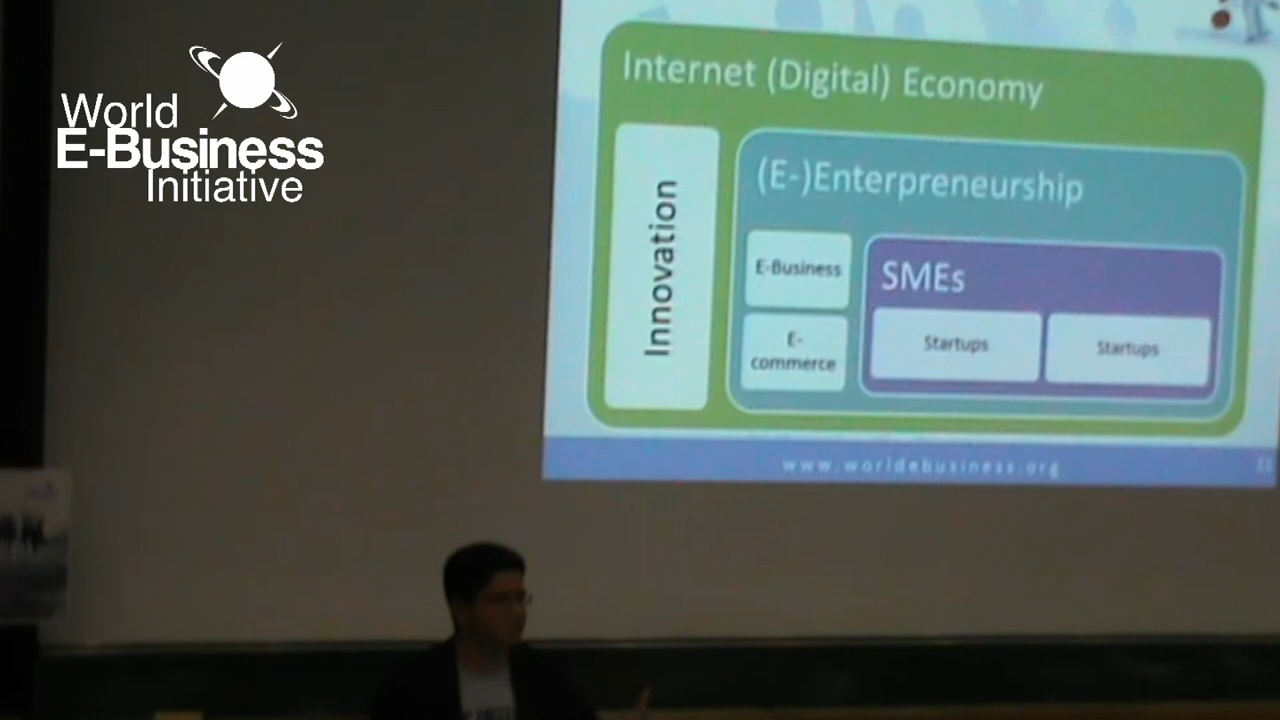 World
E-Business
Initiative
Internet (Digital) Economy
Innovation
(E-)Enterpreneurship
E-Business
E-
commerce
SMEs
Startups
Startups
www.worldebusiness.org